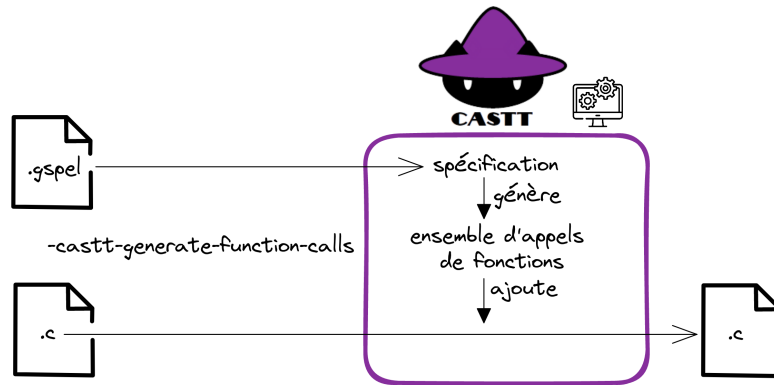 CASTT
.gspel
spécification
génère
-castt-generate-function-calls
ensemble d'appels
de fonctions
ajoute
.c
.c